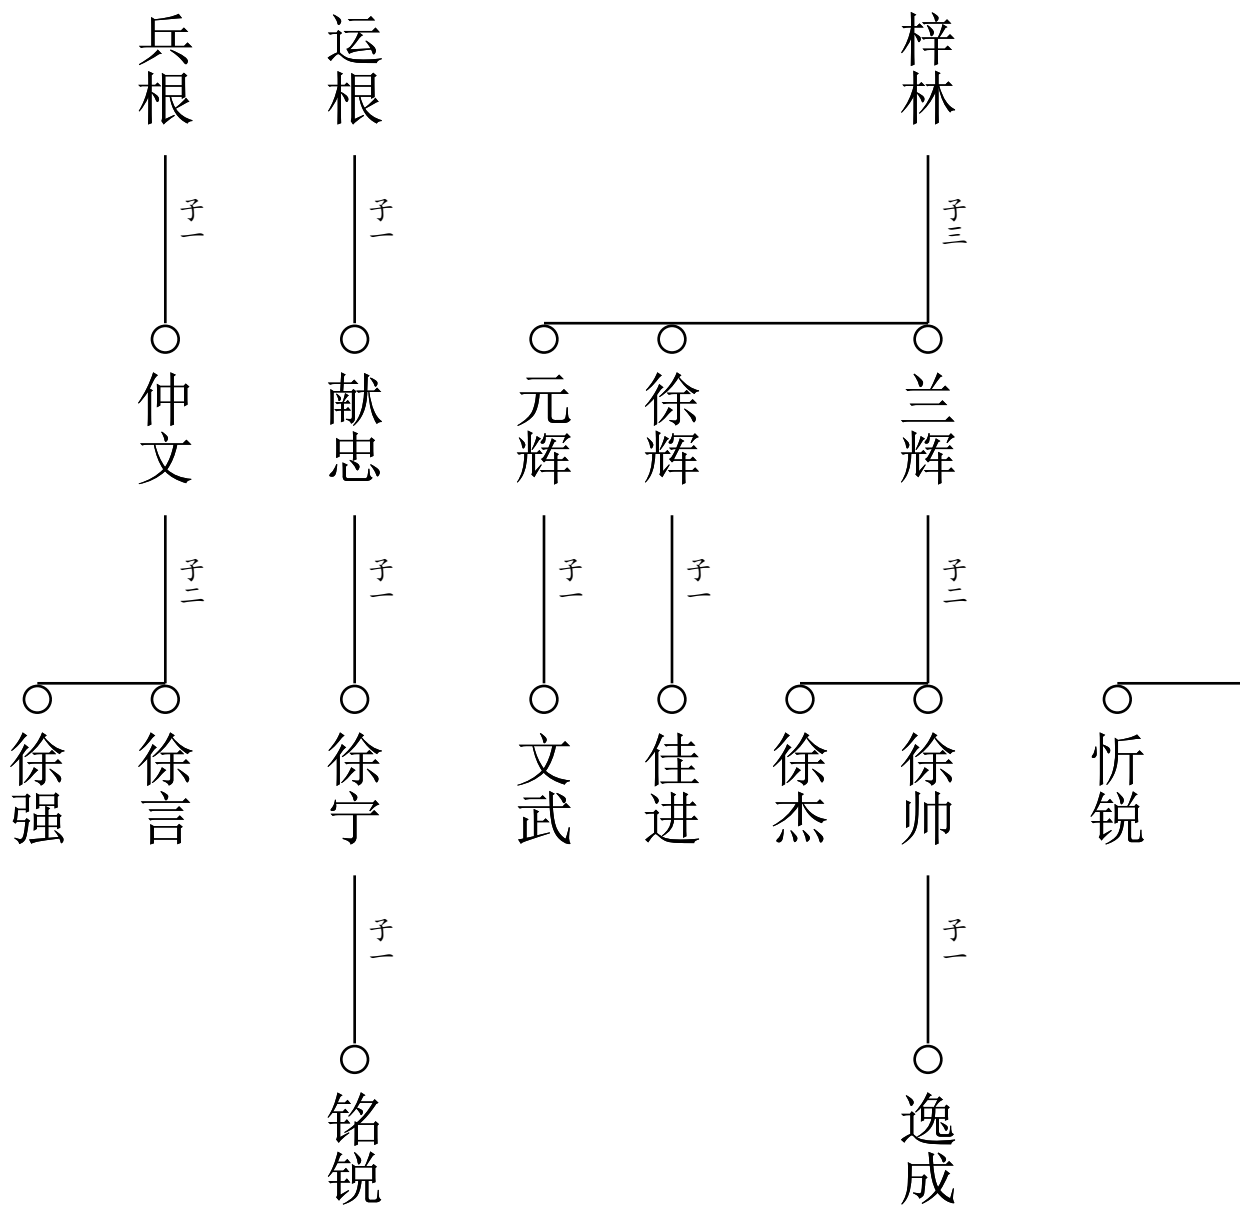 兵根
运根
梓林
子一
子一
子三
仲文
献忠
元辉
徐辉
兰辉
子二
子一
子一
子一
子二
徐强
徐言
徐宁
文武
佳进
徐杰
徐帅
忻锐
子一
子一
铭锐
逸成